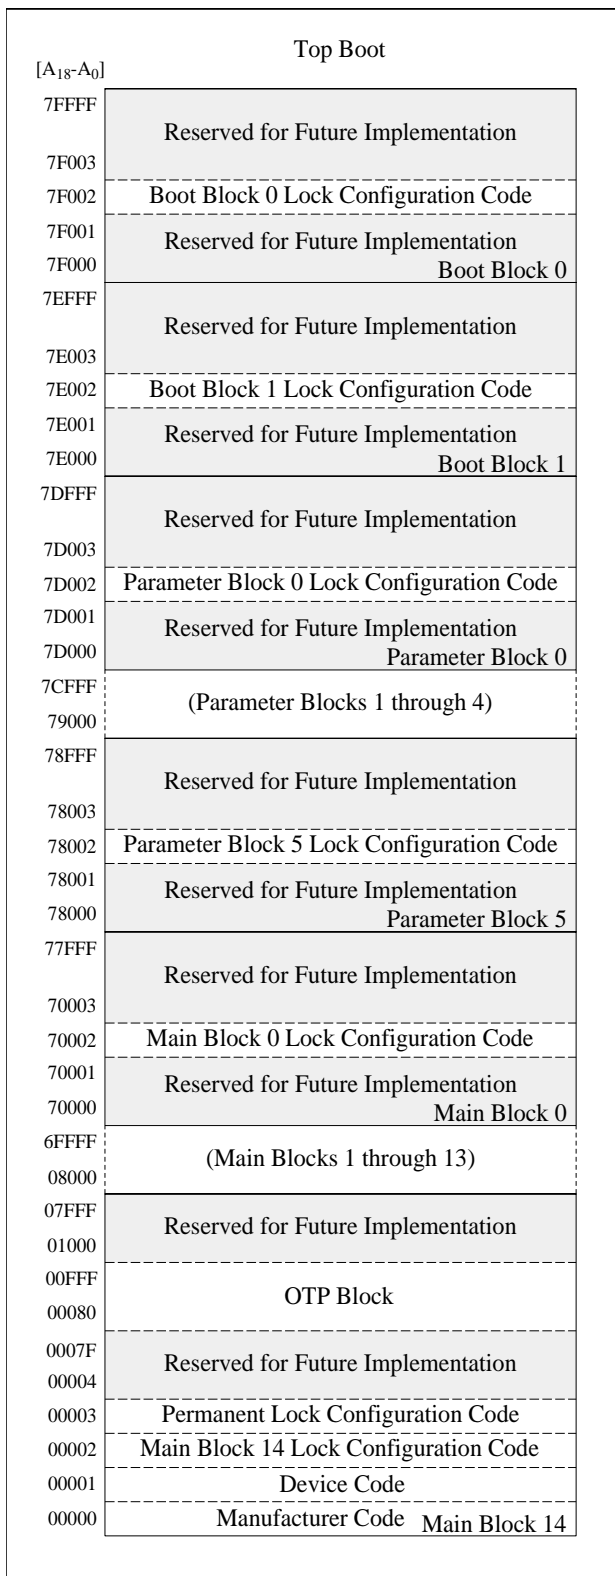 Top Boot
[A18-A0]
7FFFF
Reserved for Future Implementation
7F003
7F002 Boot Block 0 Lock Configuration Code
7F001
Reserved for Future Implementation
7F000
Boot Block 0
7EFFF
Reserved for Future Implementation
7E003
7E002 Boot Block 1 Lock Configuration Code
7E001
Reserved for Future Implementation
7E000
Boot Block 1
7DFFF
Reserved for Future Implementation
7D003
7D002 Parameter Block 0 Lock Configuration Code
7D001
Reserved for Future Implementation
7D000
Parameter Block 0
7CFFF
(Parameter Blocks 1 through 4)
79000
78FFF
Reserved for Future Implementation
78003
78002 Parameter Block 5 Lock Configuration Code
78001
Reserved for Future Implementation
78000
Parameter Block 5
77FFF
Reserved for Future Implementation
70003
70002 Main Block 0 Lock Configuration Code
70001
Reserved for Future Implementation
70000
Main Block 0
6FFFF
(Main Blocks 1 through 13)
08000
07FFF
Reserved for Future Implementation
01000
00FFF
OTP Block
00080
0007F
Reserved for Future Implementation
00004
00003 Permanent Lock Configuration Code
00002 Main Block 14 Lock Configuration Code
00001 Device Code
00000 Manufacturer Code Main Block 14